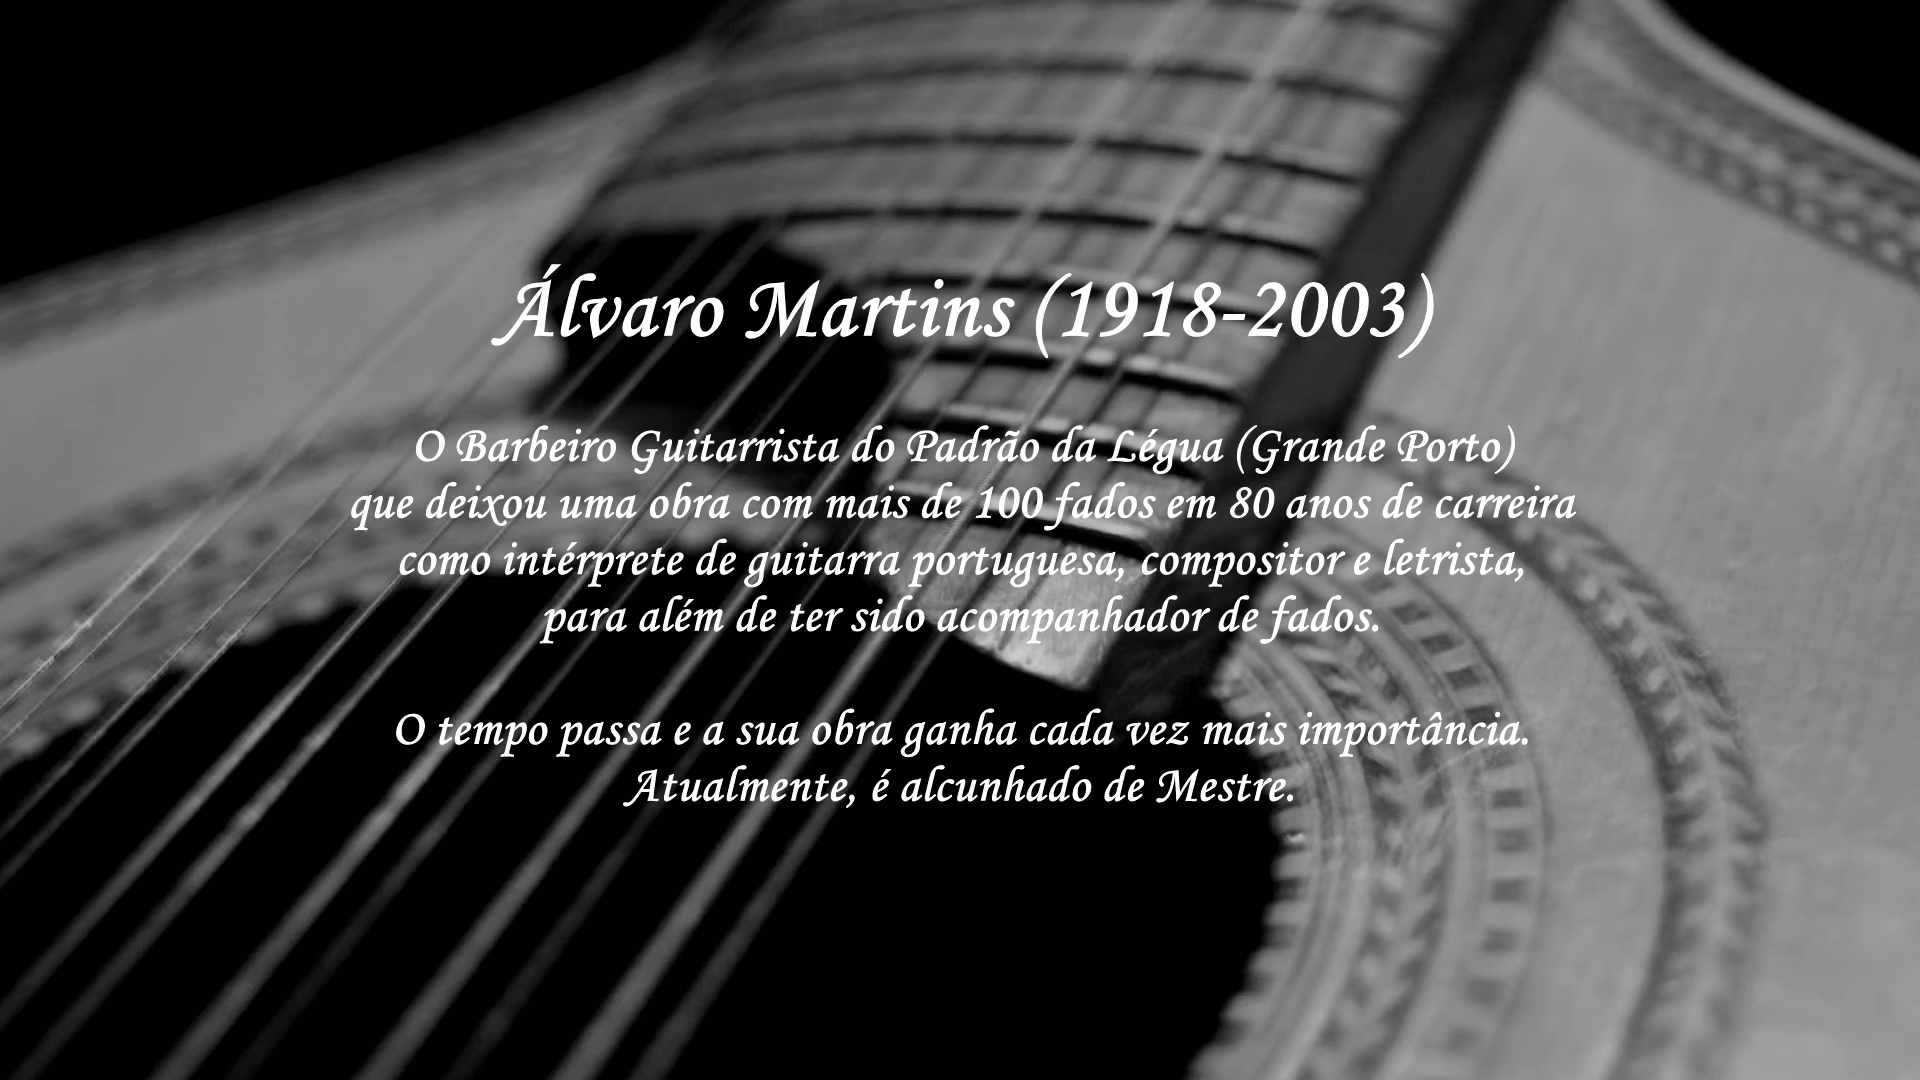 Álvaro Martins (1918-2003)
O Barbeiro Guitarrista do Padrão da Légua (Grande Porto)
que deixou uma obra com mais de 100 fados em 80 anos de carreira
como intérprete de guitarra portuguesa, compositor e letrista,
para além de ter sido acompanhador de fados.
O tempo passa e a sua obra ganha cada vez mais importância.
Atualmente, é alcunhado de Mestre.